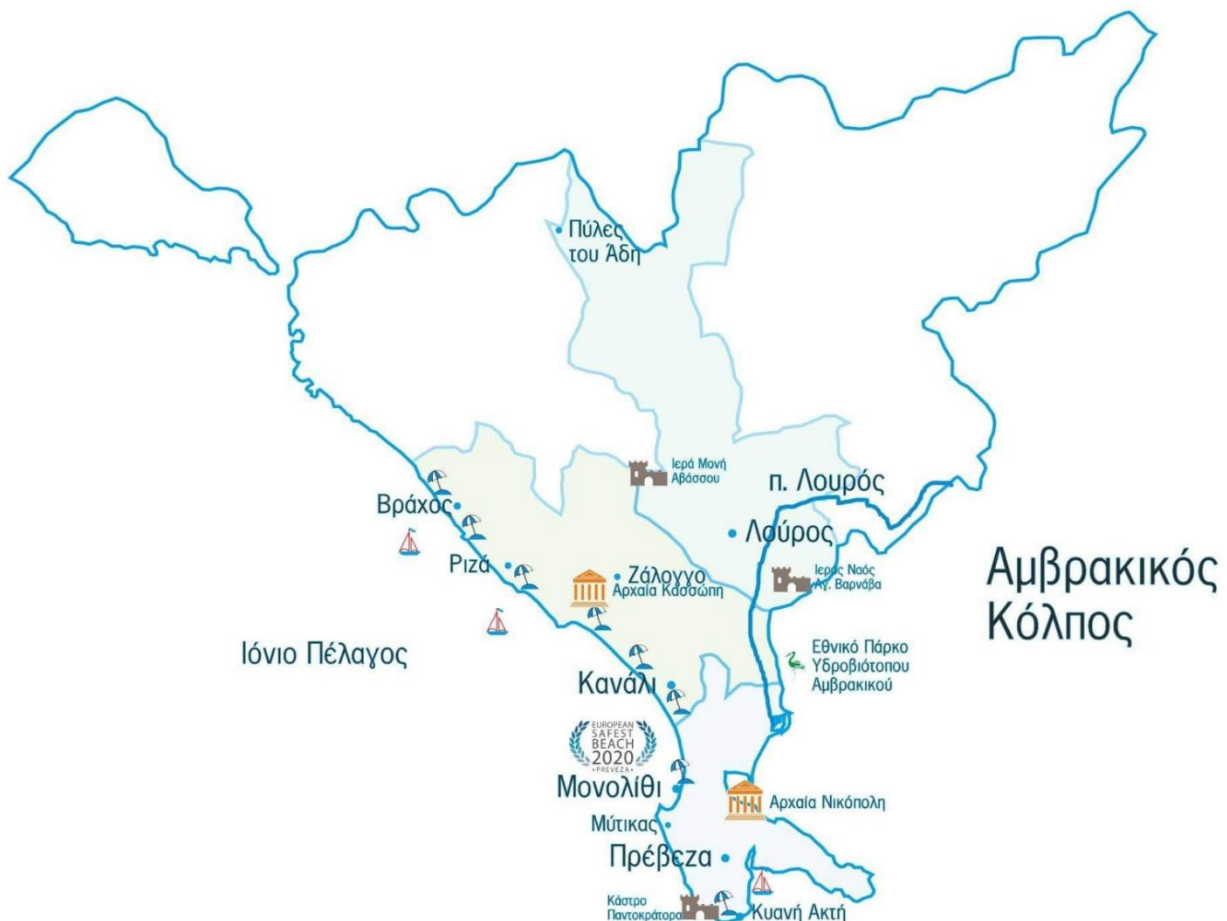 Πύλες
του Άδη
Ιερά Μονή
Αβάσσου
π. Λουρός
Βράχος
Λούρος
Ριζά
Ζάλογγο
Αρχαία Κασσώπη
Ιερός Ναός
Αγ. Βαρνάβα
Αμβρακικός
Κόλπος
Ιόνιο Πέλαγος
Εθνικό Πάρκο
Υδροβιότοπου
Αμβρακικού
Κανάλι
EUROPEAN
SAFEST
BEACH
2020
•PREVEZA•
Μονολίθι
Αρχαία Νικόπολη
Μύτικας
Πρέβεζα
Κάστρο
Παντοκράτορα
Κυανή Ακτή